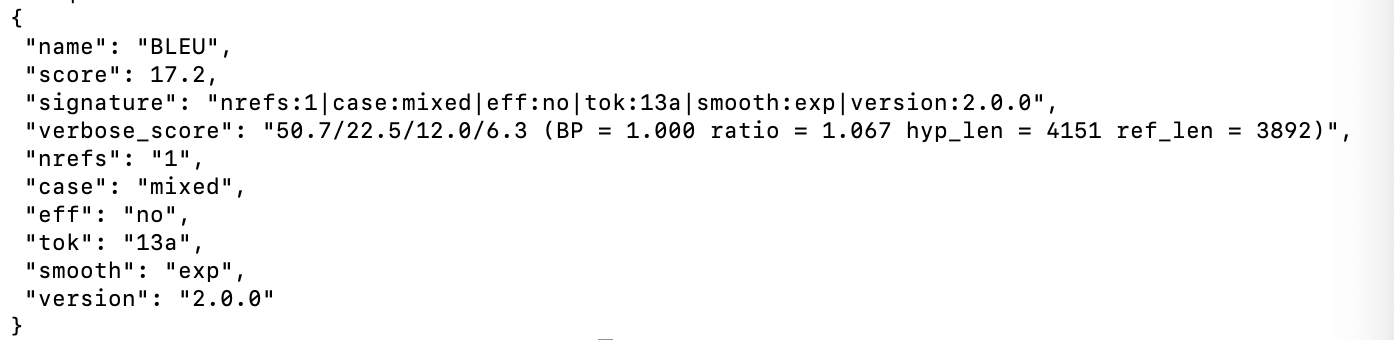 {
"name": "BLEU",
"score": 17.2,
"signature": "nrefs:1|case:mixed|eff:no|tok:13a|smooth:exp|version:2.0.0",
"verbose_score": "50.7/22.5/12.0/6.3 (BP = 1.000 ratio = 1.067 hyp_len = 4151 ref_len = 3892)",
"nrefs": "1",
"case": "mixed",
"eff": "no",
"tok": "13a",
"smooth": "exp",
"version": "2.0.0"
}